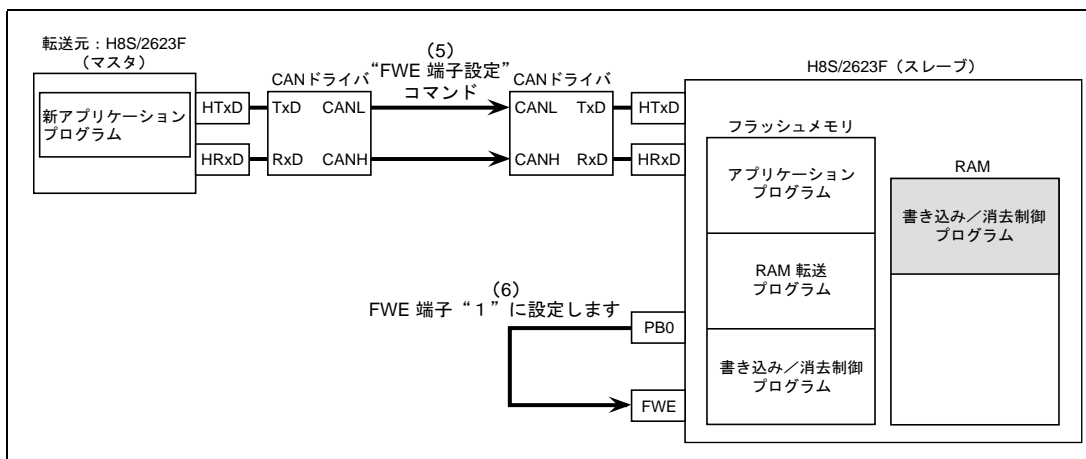 転送元：H8S/2623F
（マスタ）
新アプリケーション
プログラム
HTxD
HRxD
CANドライバ
TxD CANL
RxD CANH
（5）
“FWE 端子設定”
コマンド
CANドライバ
CANL TxD
CANH RxD
HTxD
HRxD
H8S/2623F（スレーブ）
フラッシュメモリ
アプリケーション
プログラム
RAM 転送
プログラム
書き込み／消去制御
プログラム
RAM
書き込み／消去制御
プログラム
（6）
FWE 端子“１”に設定します
PB0
FWE